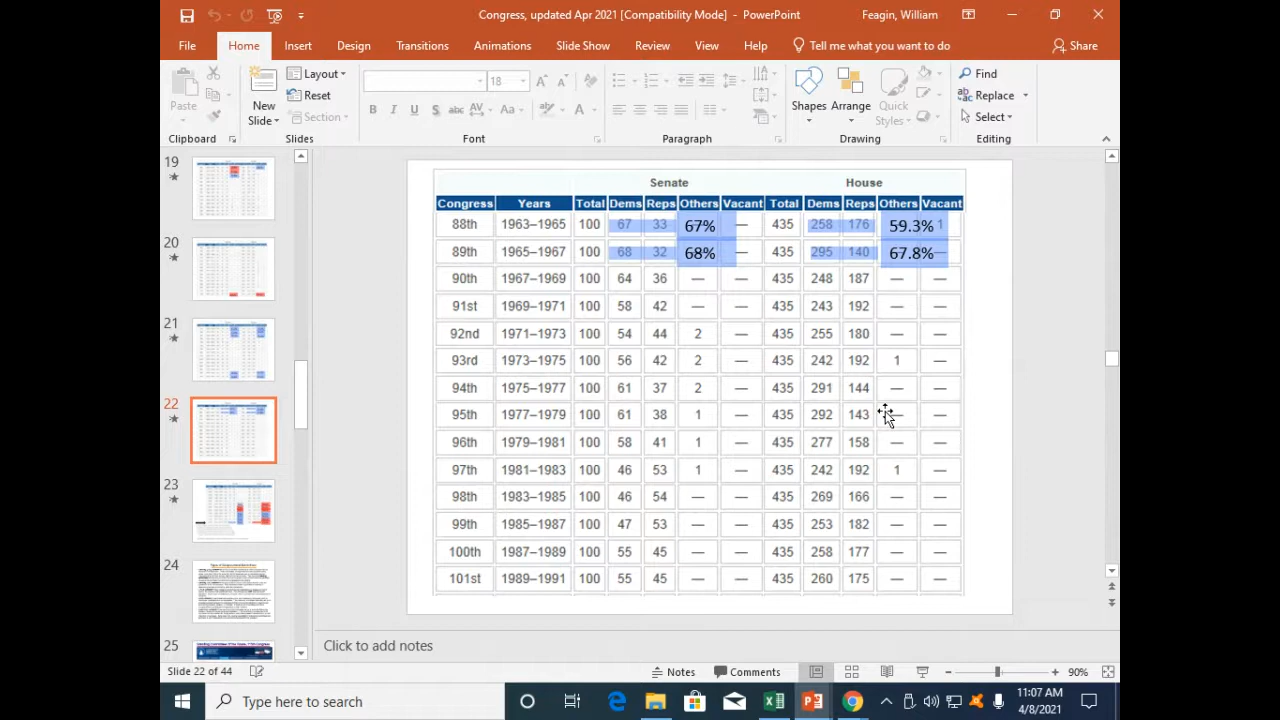 Congress, updated Apr 2021 [Compatibility Mode] - PowerPoint
Feagin, William
File Home Insert Design Transitions Animations Slide Show Review View Help Tell me what you want to do Share
Paste
New Slide
Layout
Reset
Section
18
B I U S abc AV Aa A
Shapes
Arrange
Quick Styles
Find
Replace
Select
Clipboard Slides Font Paragraph Drawing Editing
19
20
21
22
23
24
25
Senate House
Congress Years Total Dems Reps Others Vacant Total Dems Reps Others Vacant
88th 1963–1965 100 67 33 67% — 435 258 176 59.3% 1
89th 1965–1967 100 68 32 68% — 435 295 140 67.8% —
90th 1967–1969 100 64 36 — — 435 248 187 — —
91st 1969–1971 100 58 42 — — 435 243 192 — —
92nd 1971–1973 100 54 44 2 — 435 255 180 — —
93rd 1973–1975 100 56 42 2 — 435 242 192 1 —
94th 1975–1977 100 61 37 2 — 435 291 144 — —
95th 1977–1979 100 61 38 1 — 435 292 143 — —
96th 1979–1981 100 58 41 1 — 435 277 158 — —
97th 1981–1983 100 46 53 1 — 435 242 192 1 —
98th 1983–1985 100 46 54 — — 435 269 166 — —
99th 1985–1987 100 47 53 — — 435 253 182 — —
100th 1987–1989 100 55 45 — — 435 258 177 — —
101st 1989–1991 100 55 45 — — 435 260 175 — —
Click to add notes
Slide 22 of 44 Notes Comments 90%
Type here to search
11:07 AM
4/8/2021